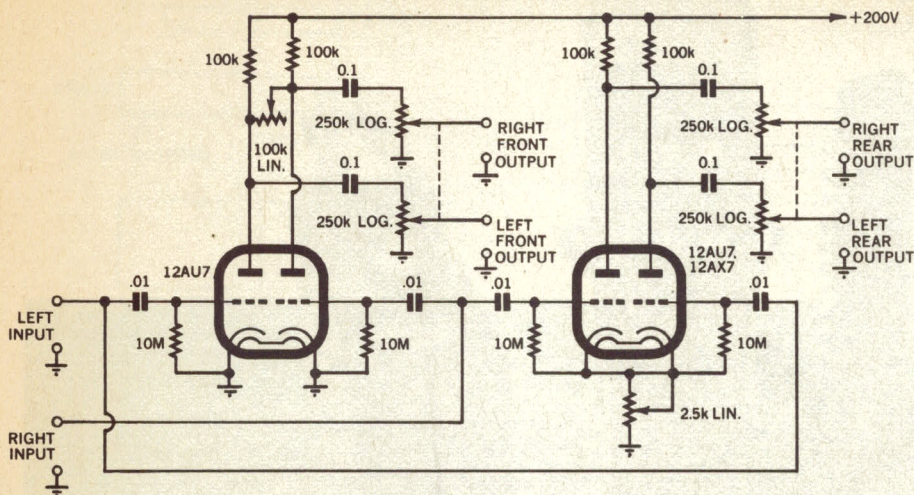 +200V
100k
100k
100k
100k
0.1
0.1
250k LOG.
250k LOG.
100k
LIN.
RIGHT
FRONT
OUTPUT
RIGHT
REAR
OUTPUT
0.1
0.1
250k LOG.
250k LOG.
LEFT
FRONT
OUTPUT
LEFT
REAR
OUTPUT
12AU7
12AU7,
12AX7
.01
.01
.01
.01
LEFT
INPUT
10M
10M
10M
10M
2.5k LIN.
RIGHT
INPUT